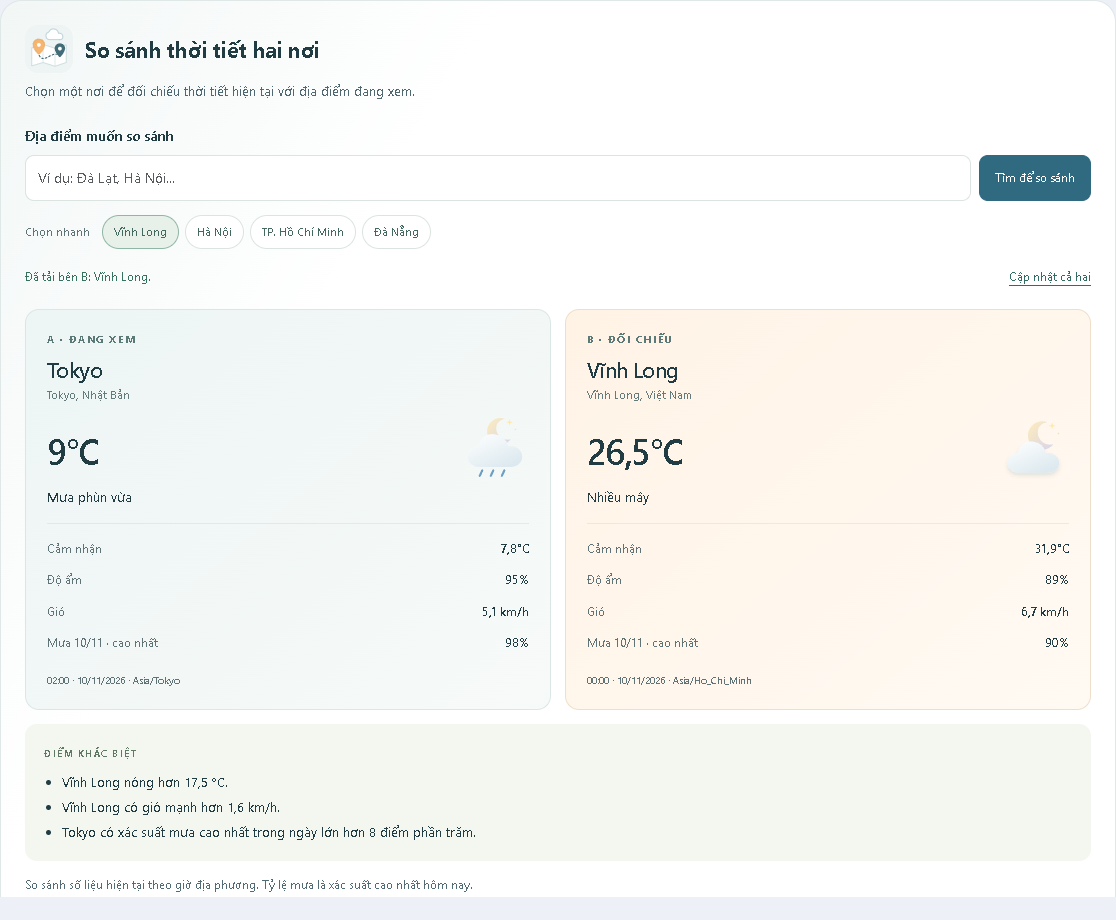 So sánh thời tiết hai nơi
Chọn một nơi để đối chiếu thời tiết hiện tại với địa điểm đang xem.
Địa điểm muốn so sánh
Ví dụ: Đà Lạt, Hà Nội...
Tìm để so sánh
Chọn nhanh
Vĩnh Long
Hà Nội
TP. Hồ Chí Minh
Đà Nẵng
Đã tải bên B: Vĩnh Long.
Cập nhật cả hai
A · ĐANG XEM
Tokyo
Tokyo, Nhật Bản
9°C
Mưa phùn vừa
Cảm nhận 7,8°C
Độ ẩm 95%
Gió 5,1 km/h
Mưa 10/11 · cao nhất 98%
02:00 · 10/11/2026 · Asia/Tokyo
B · ĐỐI CHIẾU
Vĩnh Long
Vĩnh Long, Việt Nam
26,5°C
Nhiều mây
Cảm nhận 31,9°C
Độ ẩm 89%
Gió 6,7 km/h
Mưa 10/11 · cao nhất 90%
00:00 · 10/11/2026 · Asia/Ho_Chi_Minh
ĐIỂM KHÁC BIỆT
• Vĩnh Long nóng hơn 17,5 °C.
• Vĩnh Long có gió mạnh hơn 1,6 km/h.
• Tokyo có xác suất mưa cao nhất trong ngày lớn hơn 8 điểm phần trăm.
So sánh số liệu hiện tại theo giờ địa phương. Tỷ lệ mưa là xác suất cao nhất hôm nay.